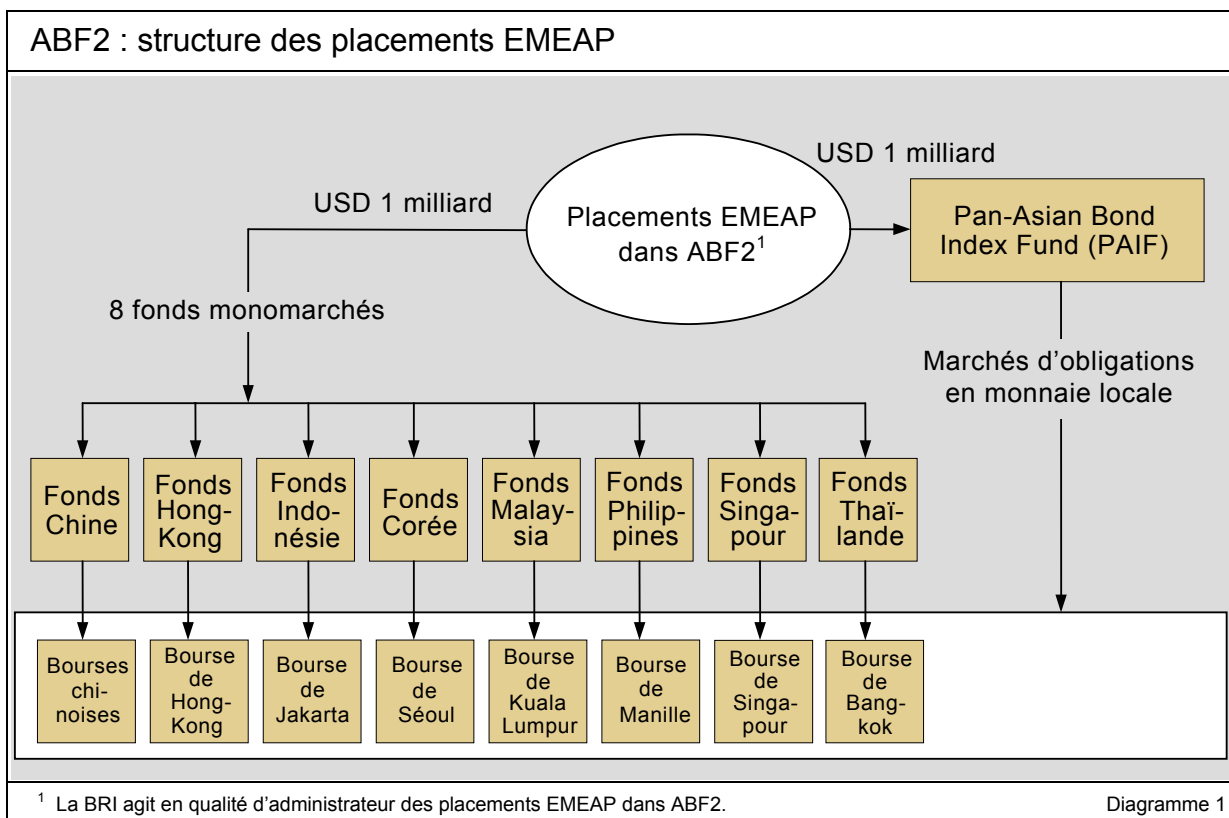 ABF2 : structure des placements EMEAP
USD 1 milliard
USD 1 milliard
Placements EMEAP
dans ABF2¹
Pan-Asian Bond
Index Fund (PAIF)
8 fonds monomarchés
Marchés d’obligations
en monnaie locale
Fonds
Chine
Fonds
Hong-
Kong
Fonds
Indo-
nésie
Fonds
Corée
Fonds
Malay-
sia
Fonds
Philip-
pines
Fonds
Singa-
pour
Fonds
Thaï-
lande
Bourses
chi-
noises
Bourse
de
Hong-
Kong
Bourse
de
Jakarta
Bourse
de
Séoul
Bourse
de
Kuala
Lumpur
Bourse
de
Manille
Bourse
de
Singa-
pour
Bourse
de
Bang-
kok
¹ La BRI agit en qualité d’administrateur des placements EMEAP dans ABF2.
Diagramme 1